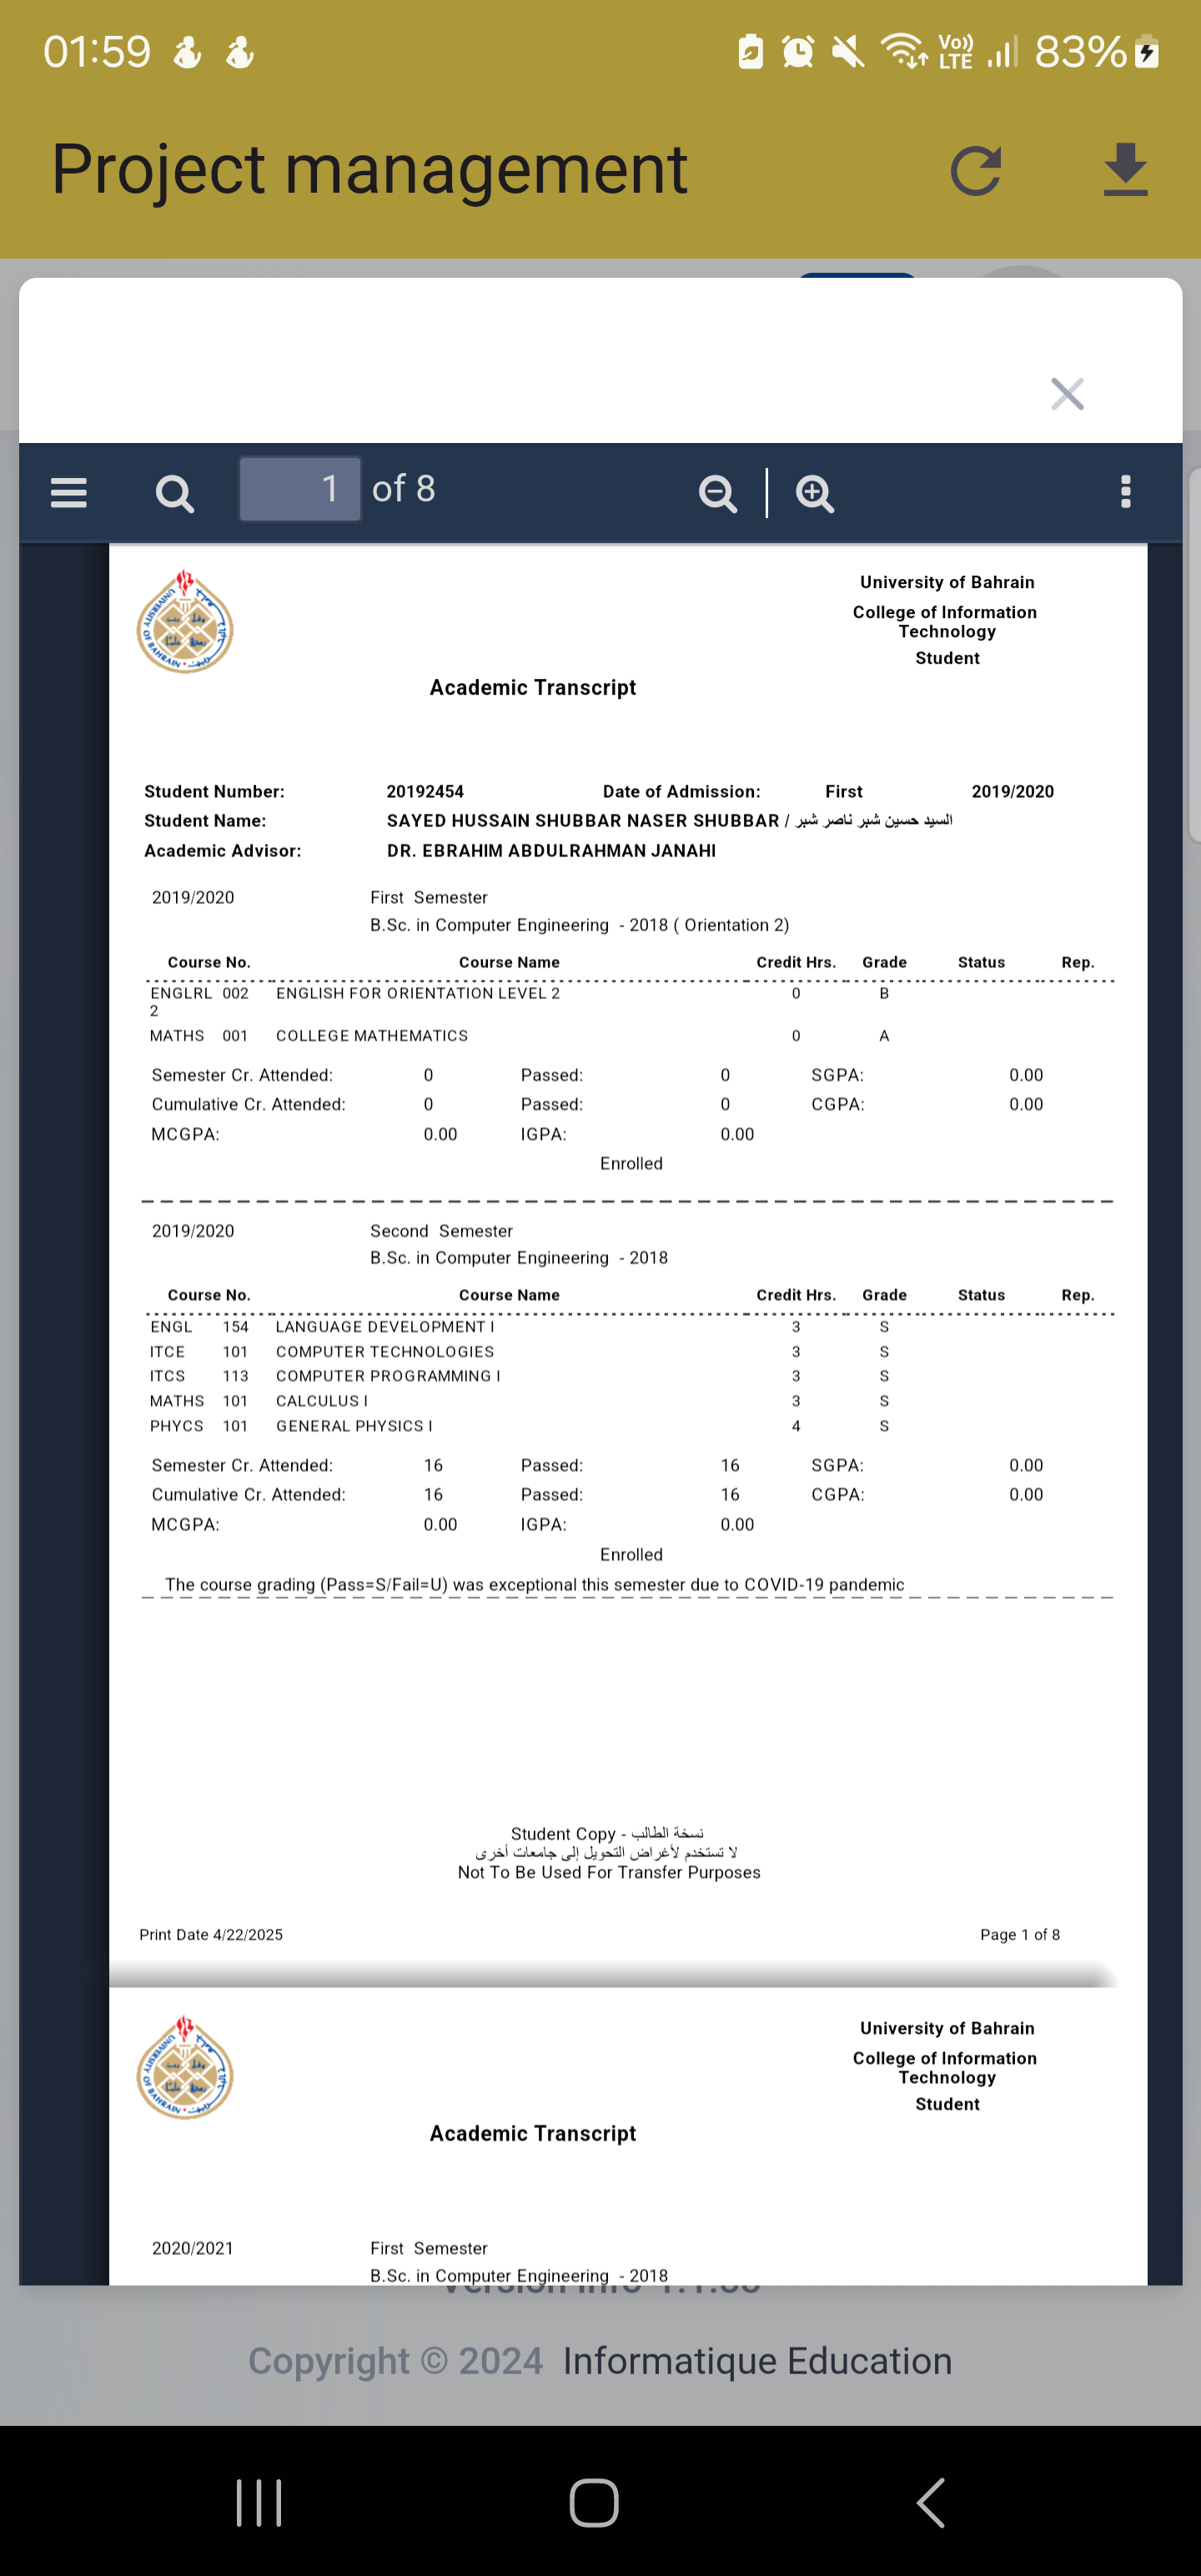 01:59
Vo)) LTE 83%
Project management
1 of 8
University of Bahrain
College of Information
Technology
Student
UNIVERSITY OF BAHRAIN
Academic Transcript
Student Number: 20192454 Date of Admission: First 2019/2020
Student Name: SAYED HUSSAIN SHUBBAR NASER SHUBBAR / السيد حسين شبر ناصر شبر
Academic Advisor: DR. EBRAHIM ABDULRAHMAN JANAHI
2019/2020 First Semester
B.Sc. in Computer Engineering - 2018 ( Orientation 2)
Course No. Course Name Credit Hrs. Grade Status Rep.
ENGLRL 002 ENGLISH FOR ORIENTATION LEVEL 2 0 B
2
MATHS 001 COLLEGE MATHEMATICS 0 A
Semester Cr. Attended: 0 Passed: 0 SGPA: 0.00
Cumulative Cr. Attended: 0 Passed: 0 CGPA: 0.00
MCGPA: 0.00 IGPA: 0.00
Enrolled
2019/2020 Second Semester
B.Sc. in Computer Engineering - 2018
Course No. Course Name Credit Hrs. Grade Status Rep.
ENGL 154 LANGUAGE DEVELOPMENT I 3 S
ITCE 101 COMPUTER TECHNOLOGIES 3 S
ITCS 113 COMPUTER PROGRAMMING I 3 S
MATHS 101 CALCULUS I 3 S
PHYCS 101 GENERAL PHYSICS I 4 S
Semester Cr. Attended: 16 Passed: 16 SGPA: 0.00
Cumulative Cr. Attended: 16 Passed: 16 CGPA: 0.00
MCGPA: 0.00 IGPA: 0.00
Enrolled
The course grading (Pass=S/Fail=U) was exceptional this semester due to COVID-19 pandemic
Student Copy - نسخة الطالب
لا تستخدم لأغراض التحويل إلى جامعات أخرى
Not To Be Used For Transfer Purposes
Print Date 4/22/2025 Page 1 of 8
University of Bahrain
College of Information
Technology
Student
UNIVERSITY OF BAHRAIN
Academic Transcript
2020/2021 First Semester
B.Sc. in Computer Engineering - 2018
Copyright © 2024 Informatique Education